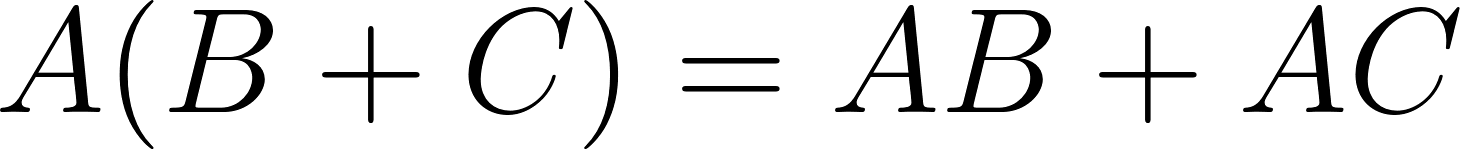 A(B + C) = AB + AC